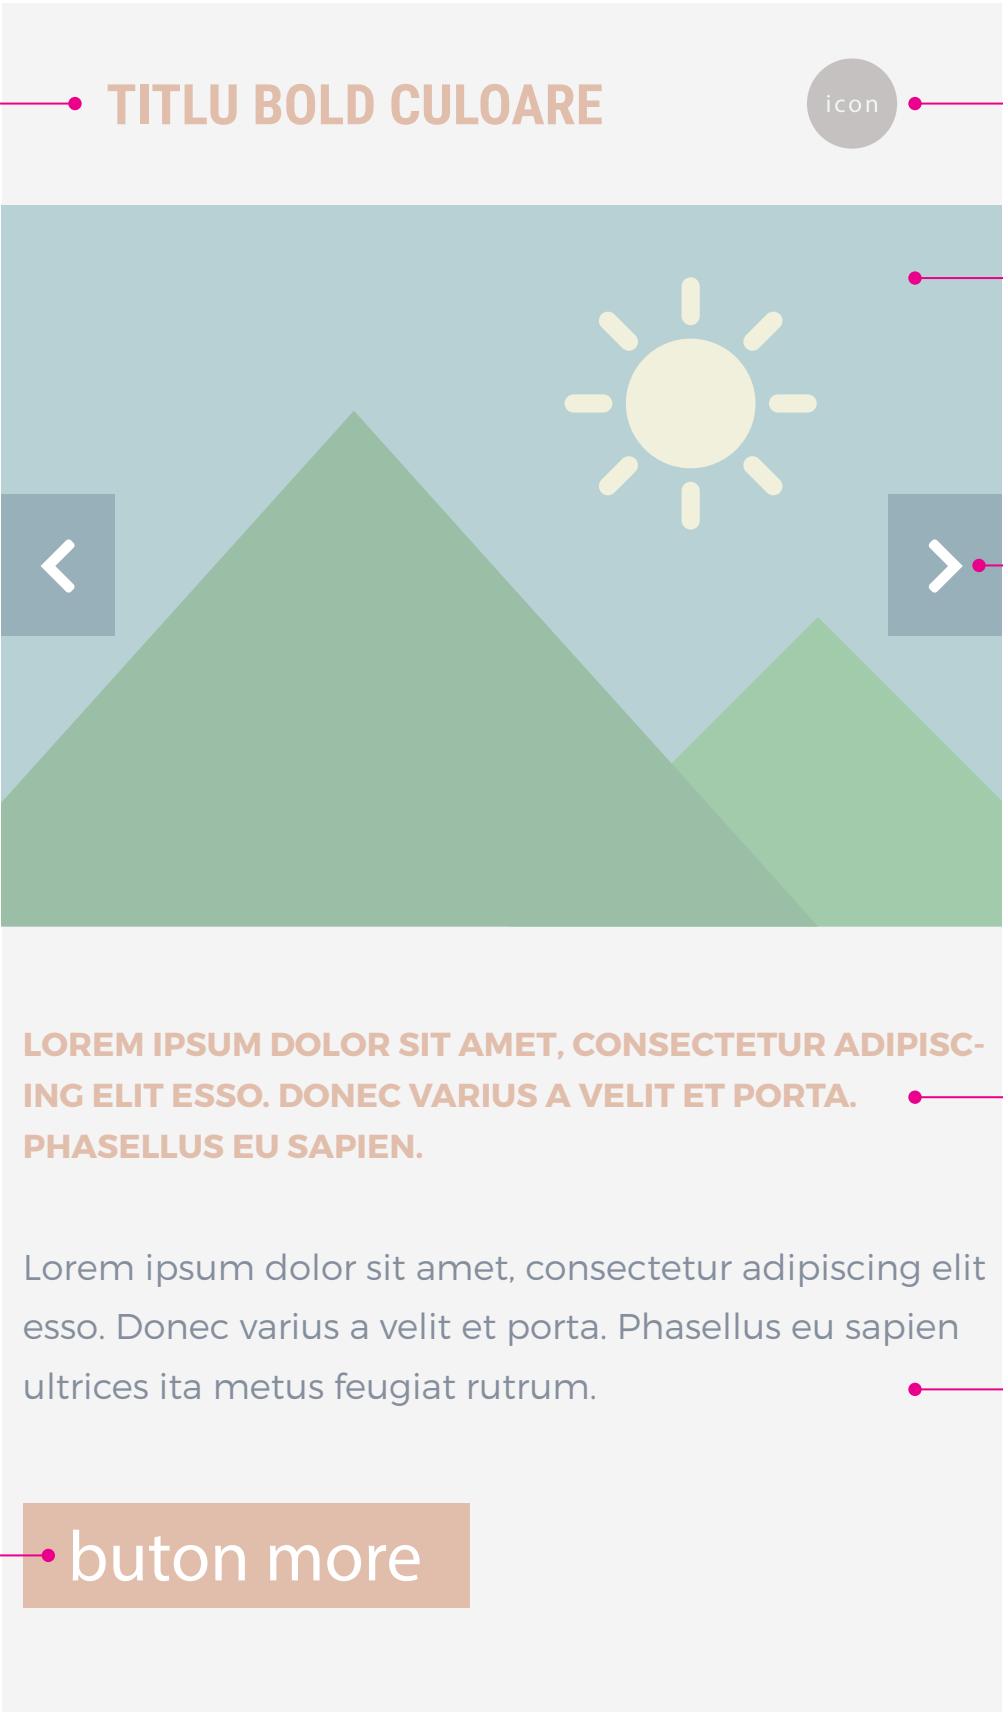 TITLU BOLD CULOARE
icon
LOREM IPSUM DOLOR SIT AMET, CONSECTETUR ADIPISC-
ING ELIT ESSO. DONEC VARIUS A VELIT ET PORTA.
PHASELLUS EU SAPIEN.
Lorem ipsum dolor sit amet, consectetur adipiscing elit
esso. Donec varius a velit et porta. Phasellus eu sapien
ultrices ita metus feugiat rutrum.
buton more